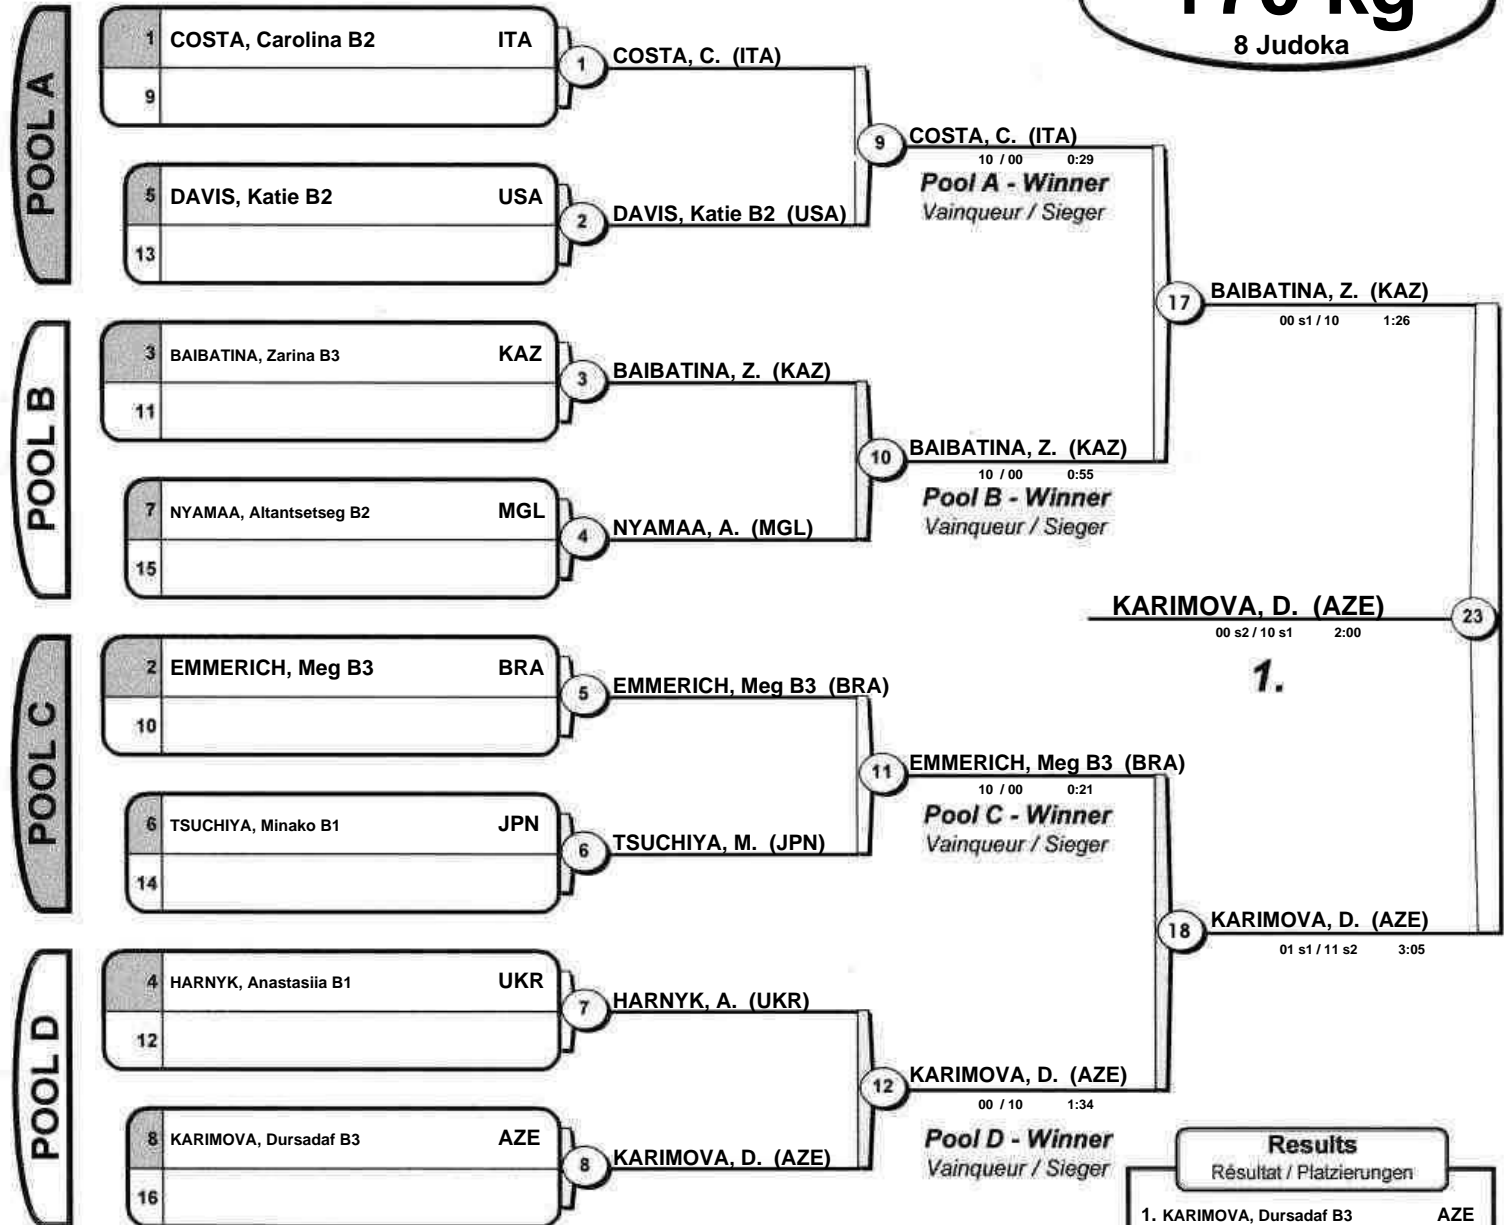 8 Judoka
POOL A
1 COSTA, Carolina B2 ITA
9
1 COSTA, C. (ITA)
5 DAVIS, Katie B2 USA
13
2 DAVIS, Katie B2 (USA)
9 COSTA, C. (ITA)
10 / 00 0:29
Pool A - Winner
Vainqueur / Sieger
POOL B
3 BAIBATINA, Zarina B3 KAZ
11
3 BAIBATINA, Z. (KAZ)
7 NYAMAA, Altantsetseg B2 MGL
15
4 NYAMAA, A. (MGL)
10 BAIBATINA, Z. (KAZ)
10 / 00 0:55
Pool B - Winner
Vainqueur / Sieger
17 BAIBATINA, Z. (KAZ)
00 s1 / 10 1:26
KARIMOVA, D. (AZE) 23
00 s2 / 10 s1 2:00
1.
POOL C
2 EMMERICH, Meg B3 BRA
10
5 EMMERICH, Meg B3 (BRA)
6 TSUCHIYA, Minako B1 JPN
14
6 TSUCHIYA, M. (JPN)
11 EMMERICH, Meg B3 (BRA)
10 / 00 0:21
Pool C - Winner
Vainqueur / Sieger
18 KARIMOVA, D. (AZE)
01 s1 / 11 s2 3:05
POOL D
4 HARNYK, Anastasiia B1 UKR
12
7 HARNYK, A. (UKR)
8 KARIMOVA, Dursadaf B3 AZE
16
8 KARIMOVA, D. (AZE)
12 KARIMOVA, D. (AZE)
00 / 10 1:34
Pool D - Winner
Vainqueur / Sieger
Results
Résultat / Platzierungen
1. KARIMOVA, Dursadaf B3 AZE